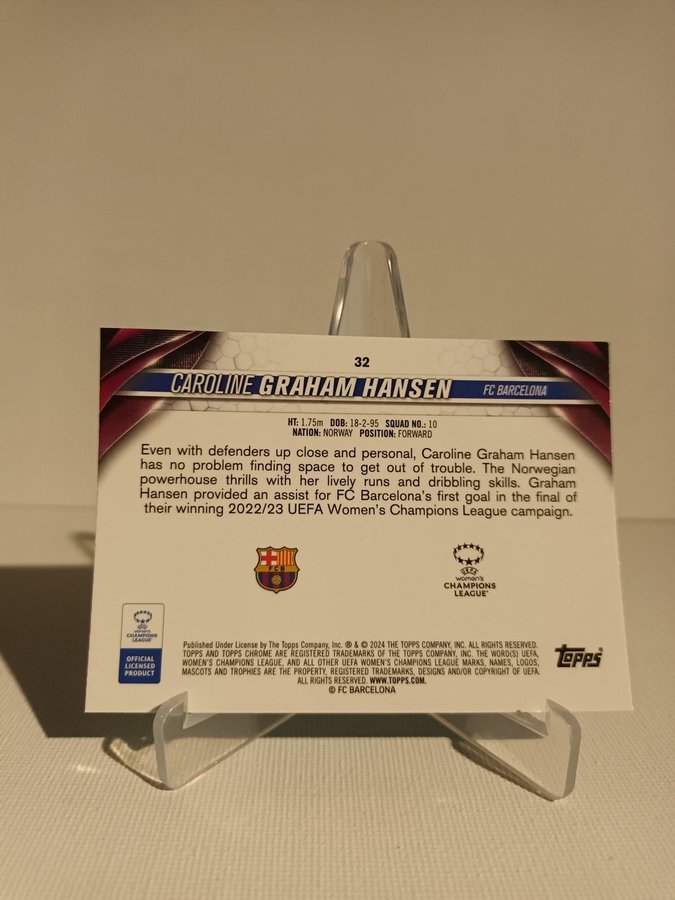 32
CAROLINE GRAHAM HANSEN FC BARCELONA
HT: 1.75m DOB: 18-2-95 SQUAD NO.: 10
NATION: NORWAY POSITION: FORWARD
Even with defenders up close and personal, Caroline Graham Hansen
has no problem finding space to get out of trouble. The Norwegian
powerhouse thrills with her lively runs and dribbling skills. Graham
Hansen provided an assist for FC Barcelona's first goal in the final of
their winning 2022/23 UEFA Women's Champions League campaign.
FCB
UEFA
WOMEN'S
CHAMPIONS
LEAGUE
WOMEN'S
CHAMPIONS
LEAGUE
OFFICIAL
LICENSED
PRODUCT
Published Under License by The Topps Company, Inc. ® & © 2024 THE TOPPS COMPANY, INC. ALL RIGHTS RESERVED.
TOPPS AND TOPPS CHROME ARE REGISTERED TRADEMARKS OF THE TOPPS COMPANY, INC. THE WORD(S) UEFA,
WOMEN'S CHAMPIONS LEAGUE, AND ALL OTHER UEFA WOMEN'S CHAMPIONS LEAGUE MARKS, NAMES, LOGOS,
MASCOTS AND TROPHIES ARE THE PROPERTY, REGISTERED TRADEMARKS, DESIGNS AND/OR COPYRIGHT OF UEFA.
ALL RIGHTS RESERVED. WWW.TOPPS.COM.
© FC BARCELONA
Topps